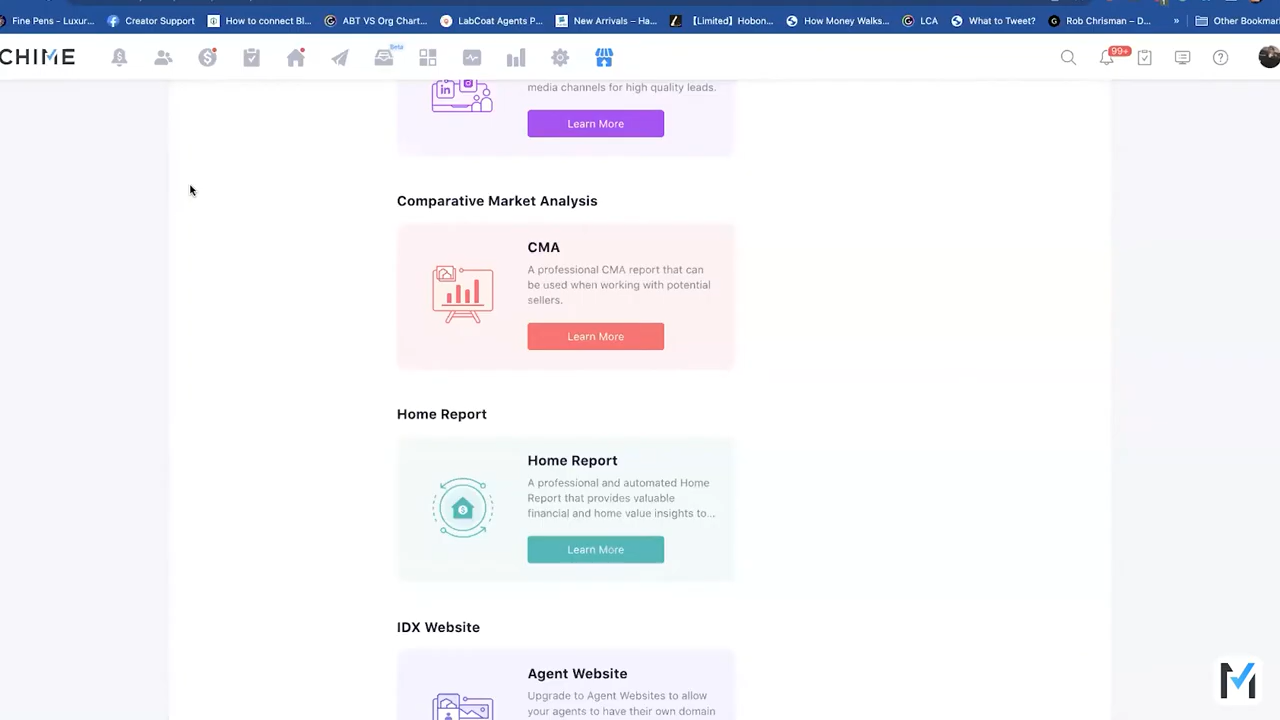 Fine Pens - Luxur...
Creator Support
How to connect Bl...
ABT VS Org Chart...
LabCoat Agents P...
New Arrivals – Ha...
【Limited】Hobon...
How Money Walks...
LCA
What to Tweet?
Rob Chrisman – D...
»
Other Bookmar
CHIME
Beta
99+
media channels for high quality leads.
Learn More
Comparative Market Analysis
CMA
A professional CMA report that can
be used when working with potential
sellers.
Learn More
Home Report
Home Report
A professional and automated Home
Report that provides valuable
financial and home value insights to...
Learn More
IDX Website
Agent Website
Upgrade to Agent Websites to allow
your agents to have their own domain